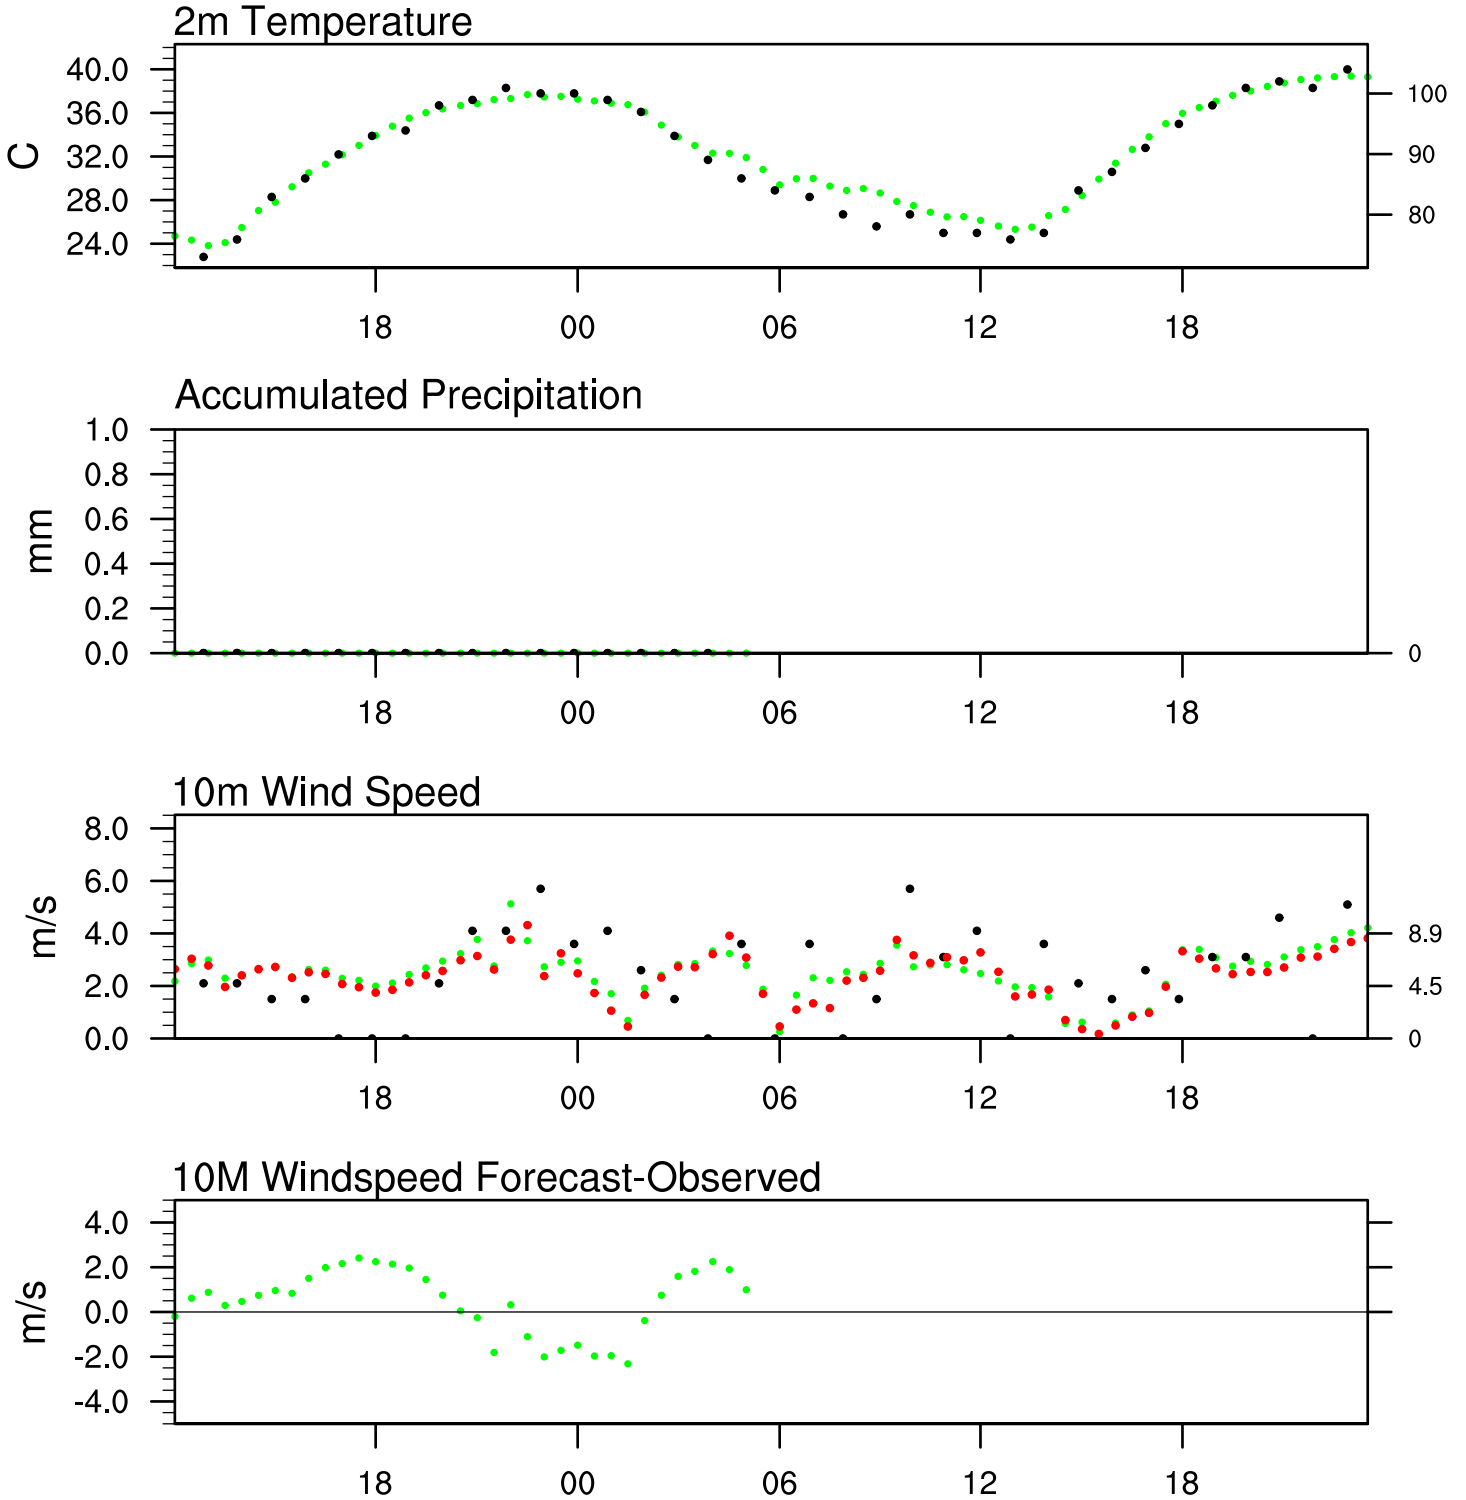 2m Temperature
40.0
36.0
32.0
28.0
24.0
C
100
90
80
18 00 06 12 18
Accumulated Precipitation
1.0
0.8
0.6
0.4
0.2
0.0
mm
0
18 00 06 12 18
10m Wind Speed
8.0
6.0
4.0
2.0
0.0
m/s
8.9
4.5
0
18 00 06 12 18
10M Windspeed Forecast-Observed
4.0
2.0
0.0
-2.0
-4.0
m/s
18 00 06 12 18